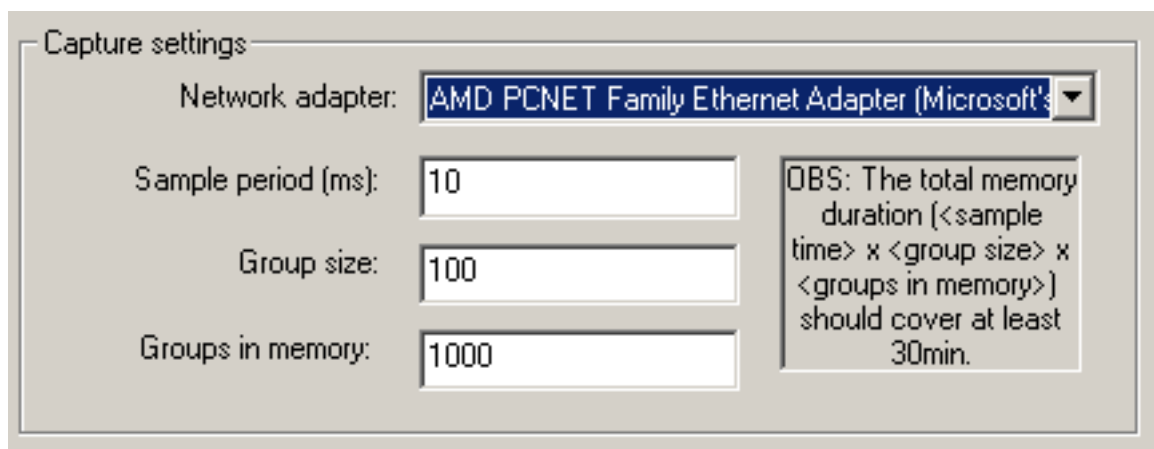 Capture settings
Network adapter: AMD PCNET Family Ethernet Adapter (Microsoft's
Sample period (ms): 10
Group size: 100
Groups in memory: 1000
OBS: The total memory
duration (<sample
time> x <group size> x
<groups in memory>)
should cover at least
30min.